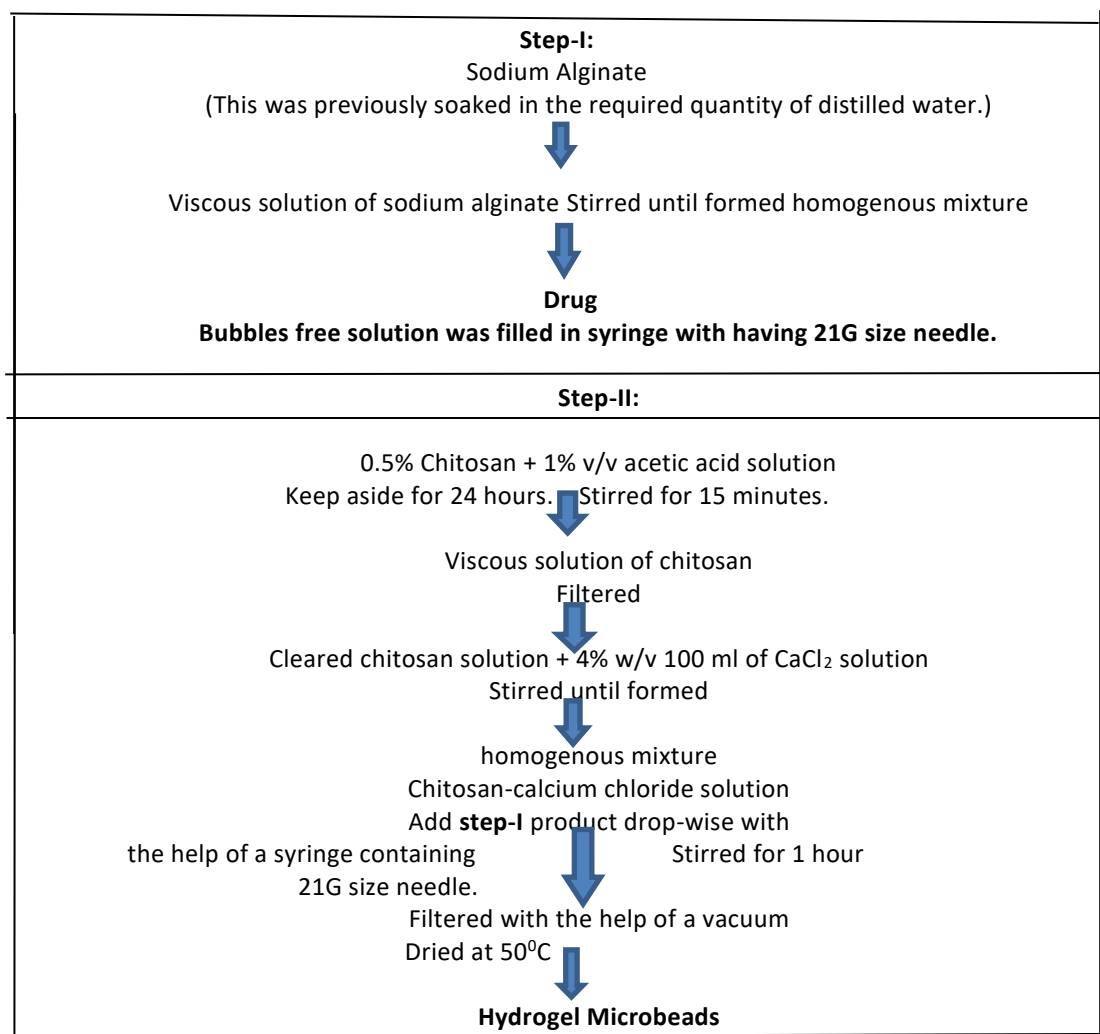 Step-I:
Sodium Alginate
(This was previously soaked in the required quantity of distilled water.)
Viscous solution of sodium alginate Stirred until formed homogenous mixture
Drug
Bubbles free solution was filled in syringe with having 21G size needle.
Step-II:
0.5% Chitosan + 1% v/v acetic acid solution
Keep aside for 24 hours. Stirred for 15 minutes.
Viscous solution of chitosan
Filtered
Cleared chitosan solution + 4% w/v 100 ml of CaCl₂ solution
Stirred until formed
homogenous mixture
Chitosan-calcium chloride solution
Add step-I product drop-wise with
the help of a syringe containing Stirred for 1 hour
21G size needle.
Filtered with the help of a vacuum
Dried at 50⁰C
Hydrogel Microbeads